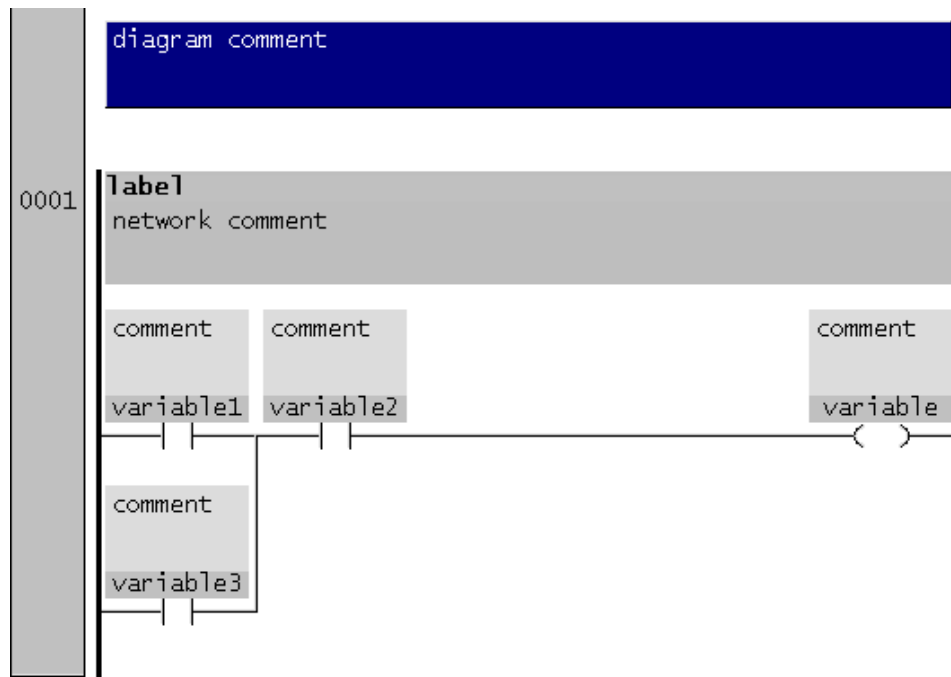 diagram comment
0001
label
network comment
comment comment comment
variable1 variable2 variable
comment
variable3